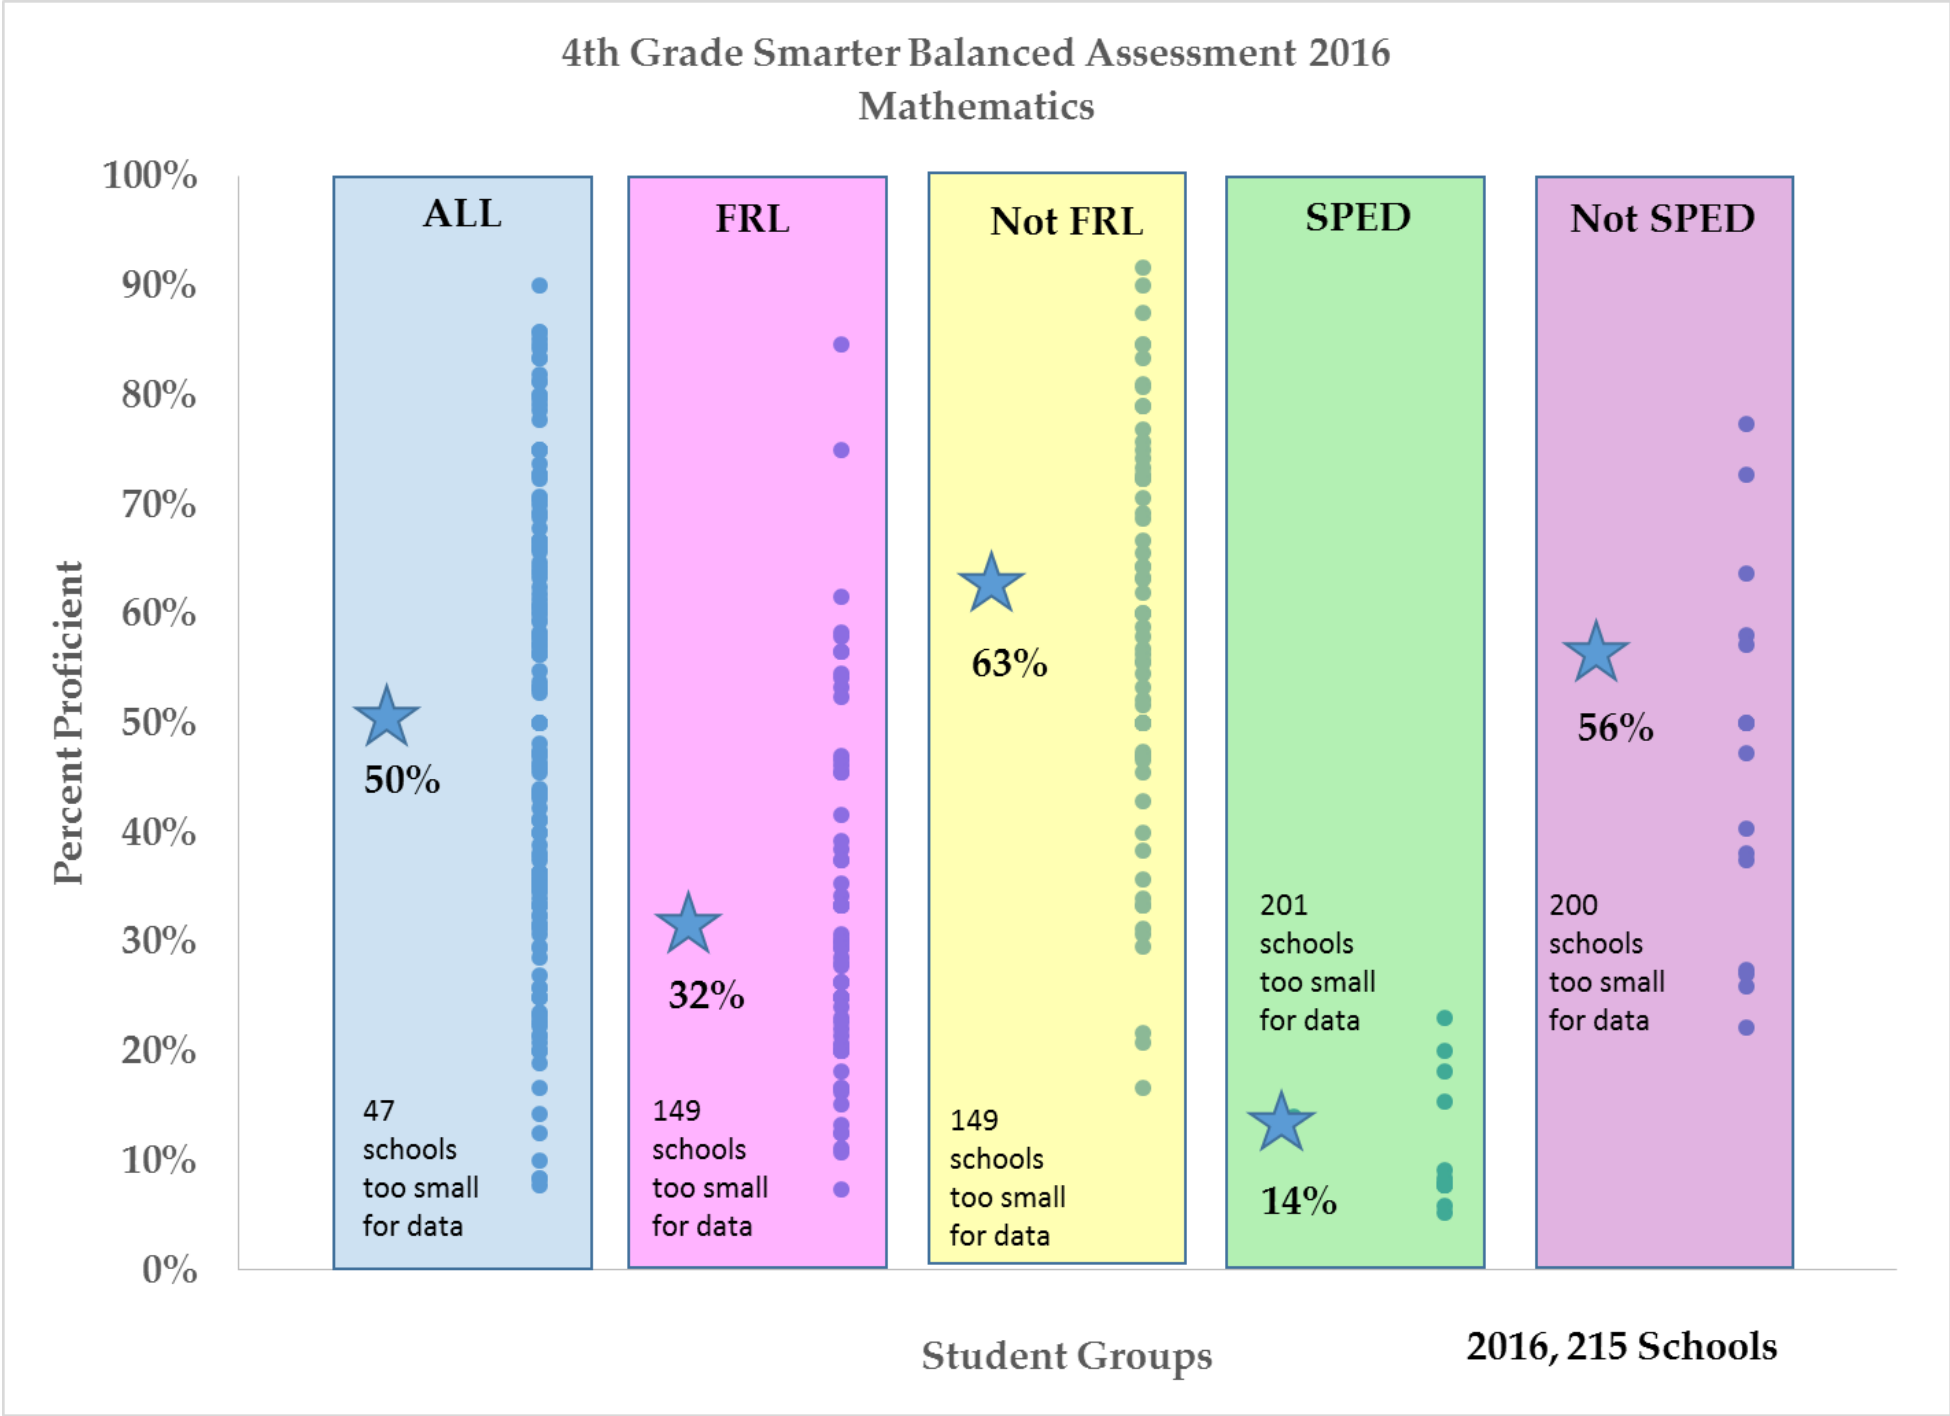 4th Grade Smarter Balanced Assessment 2016
Mathematics
100%
90%
80%
70%
60%
50%
40%
30%
20%
10%
0%
Percent Proficient
ALL
50%
47
schools
too small
for data
FRL
32%
149
schools
too small
for data
Not FRL
63%
149
schools
too small
for data
SPED
201
schools
too small
for data
14%
Not SPED
56%
200
schools
too small
for data
Student Groups
2016, 215 Schools